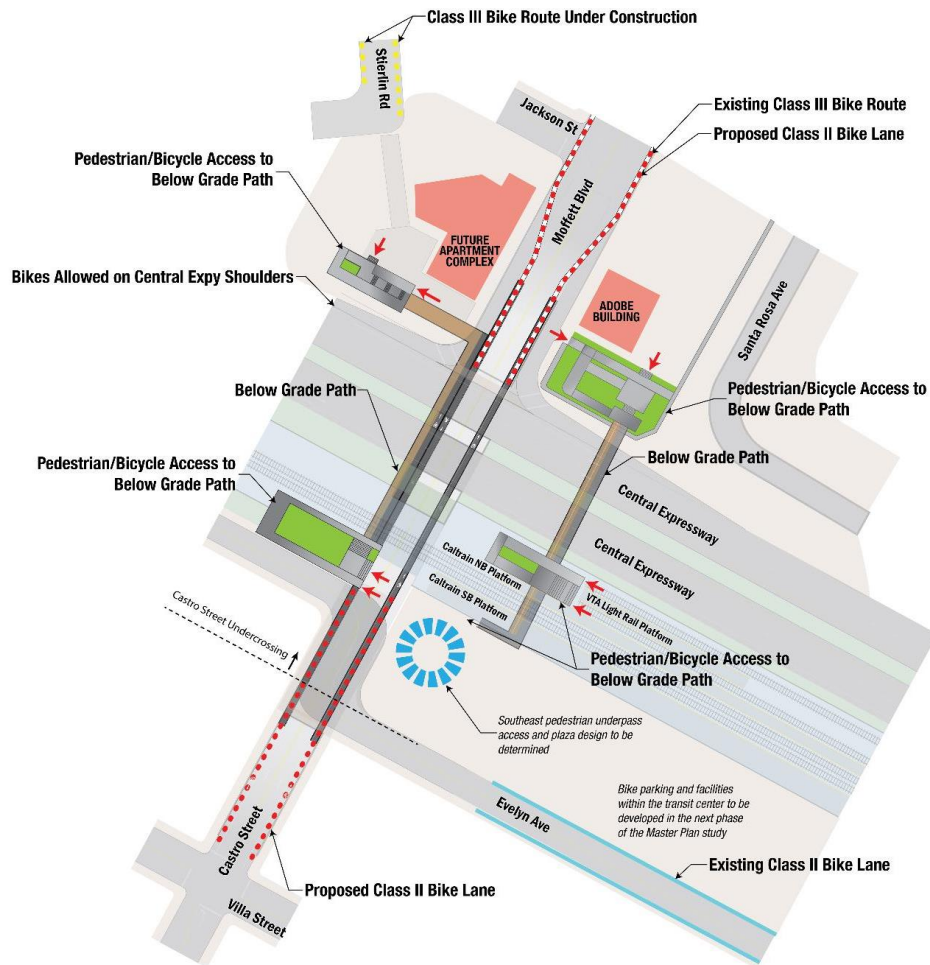 Class III Bike Route Under Construction
Stierlin Rd
Jackson St
Existing Class III Bike Route
Proposed Class II Bike Lane
Pedestrian/Bicycle Access to
Below Grade Path
Moffett Blvd
FUTURE
APARTMENT
COMPLEX
Bikes Allowed on Central Expy Shoulders
ADOBE
BUILDING
Santa Rosa Ave
Below Grade Path
Pedestrian/Bicycle Access to
Below Grade Path
Pedestrian/Bicycle Access to
Below Grade Path
Below Grade Path
Central Expressway
Central Expressway
Caltrain NB Platform
Caltrain SB Platform
VTA Light Rail Platform
Castro Street Undercrossing
Pedestrian/Bicycle Access to
Below Grade Path
Southeast pedestrian underpass
access and plaza design to be
determined
Bike parking and facilities
within the transit center to be
developed in the next phase
of the Master Plan study
Evelyn Ave
Castro Street
Existing Class II Bike Lane
Proposed Class II Bike Lane
Villa Street